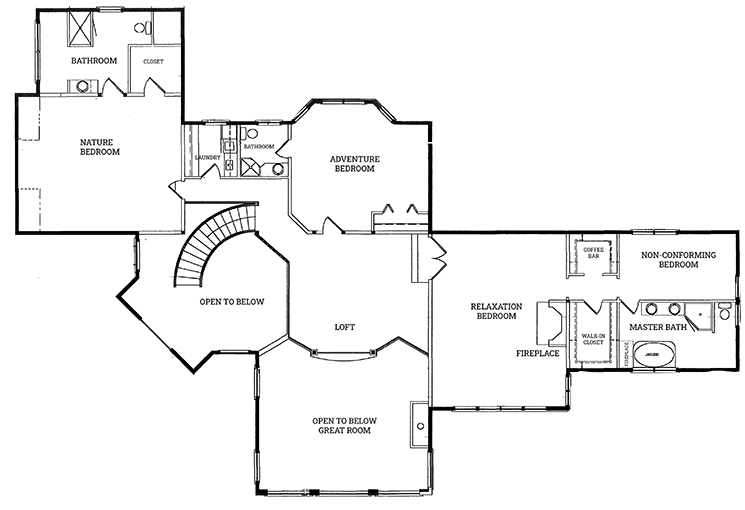 BATHROOM
CLOSET
NATURE
BEDROOM
LAUNDRY
BATHROOM
ADVENTURE
BEDROOM
OPEN TO BELOW
LOFT
COFFEE
BAR
NON-CONFORMING
BEDROOM
RELAXATION
BEDROOM
FIREPLACE
WALK-IN
CLOSET
MASTER BATH
FIREPLACE
OPEN TO BELOW
GREAT ROOM